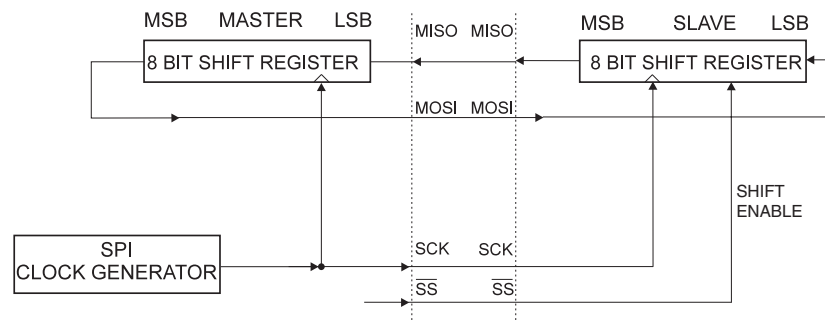 MSB MASTER LSB
MISO MISO
MSB SLAVE LSB
8 BIT SHIFT REGISTER
8 BIT SHIFT REGISTER
MOSI MOSI
SHIFT
ENABLE
SPI
CLOCK GENERATOR
SCK SCK
SS SS